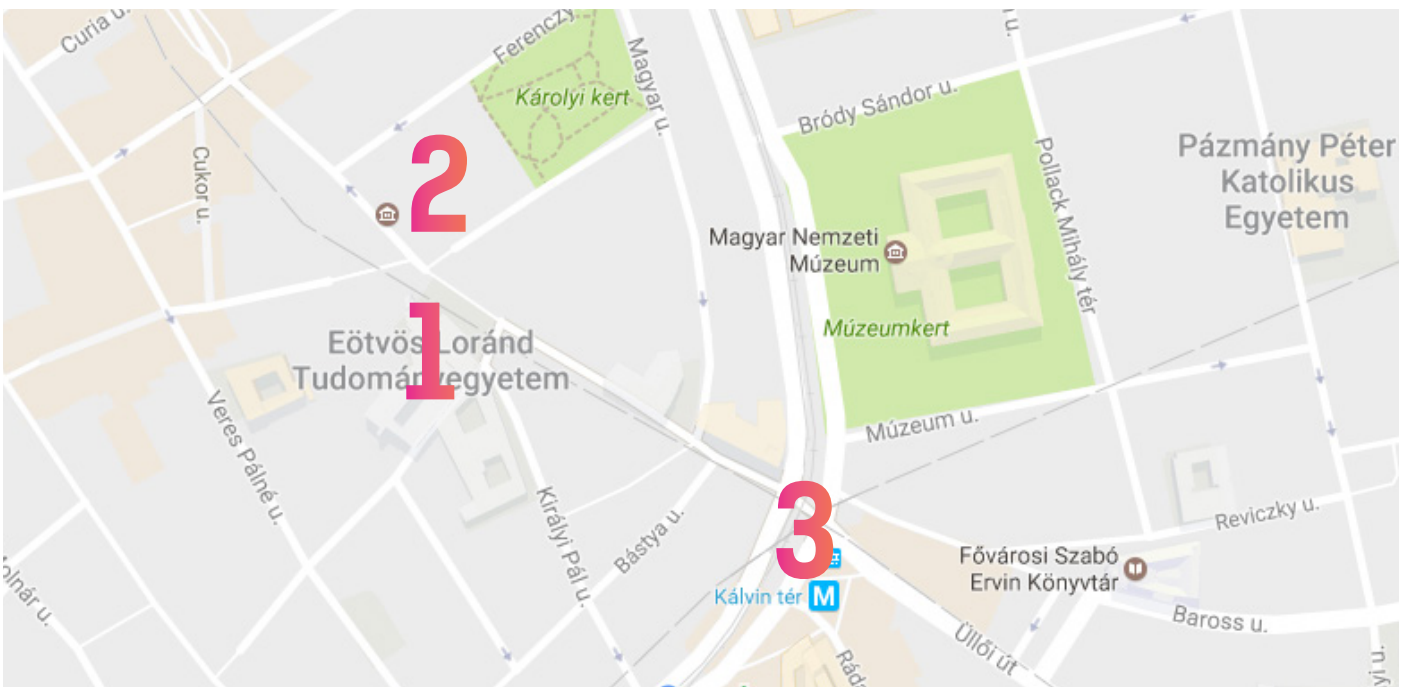 Curia u.
Ferenczy
Magyar u.
Károlyi kert
Bródy Sándor u.
Pollack Mihály tér
Pázmány Péter
Katolikus
Egyetem
Cukor u.
2
Magyar Nemzeti
Múzeum
Múzeumkert
1
Eötvös Loránd
Tudományegyetem
Veres Pálné u.
Múzeum u.
Királyi Pál u.
Bástya u.
3
Reviczky u.
Fővárosi Szabó
Ervin Könyvtár
Kálvin tér M
Baross u.
Üllői út